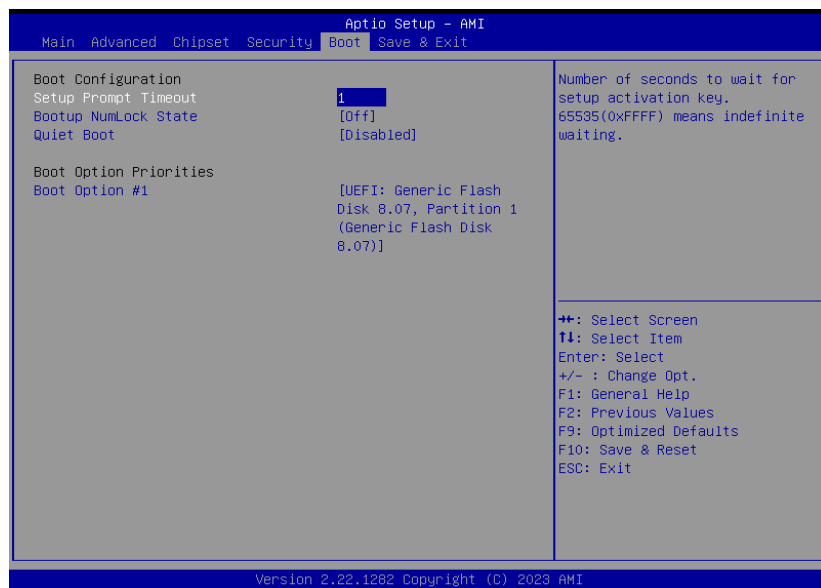 Aptio Setup – AMI
Main Advanced Chipset Security Boot Save & Exit
Boot Configuration
Setup Prompt Timeout 1
Bootup NumLock State [Off]
Quiet Boot [Disabled]
Boot Option Priorities
Boot Option #1 [UEFI: Generic Flash
Disk 8.07, Partition 1
(Generic Flash Disk
8.07)]
Number of seconds to wait for
setup activation key.
65535(0xFFFF) means indefinite
waiting.
→←: Select Screen
↑↓: Select Item
Enter: Select
+/- : Change Opt.
F1: General Help
F2: Previous Values
F9: Optimized Defaults
F10: Save & Reset
ESC: Exit
Version 2.22.1282 Copyright (C) 2023 AMI